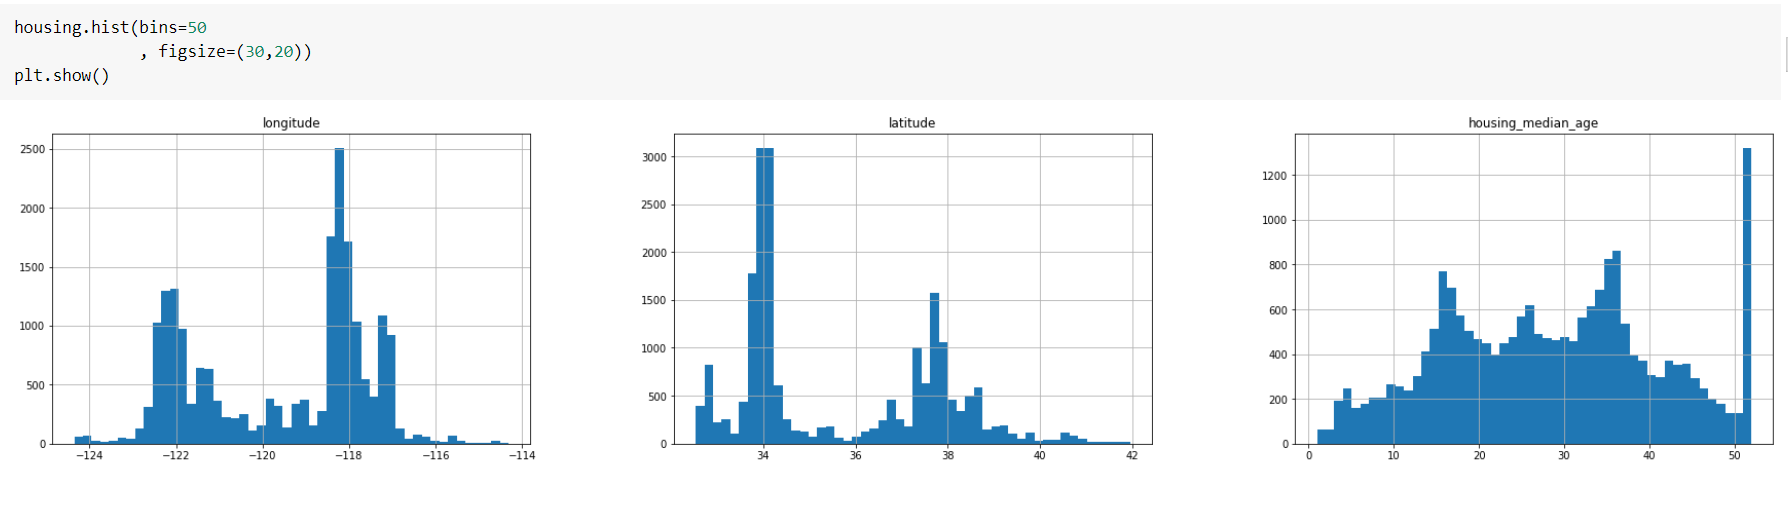 housing.hist(bins=50
, figsize=(30,20))
plt.show()
longitude
2500
2000
1500
1000
500
0
−124 −122 −120 −118 −116 −114
latitude
3000
2500
2000
1500
1000
500
0
34 36 38 40 42
housing_median_age
1200
1000
800
600
400
200
0
0 10 20 30 40 50